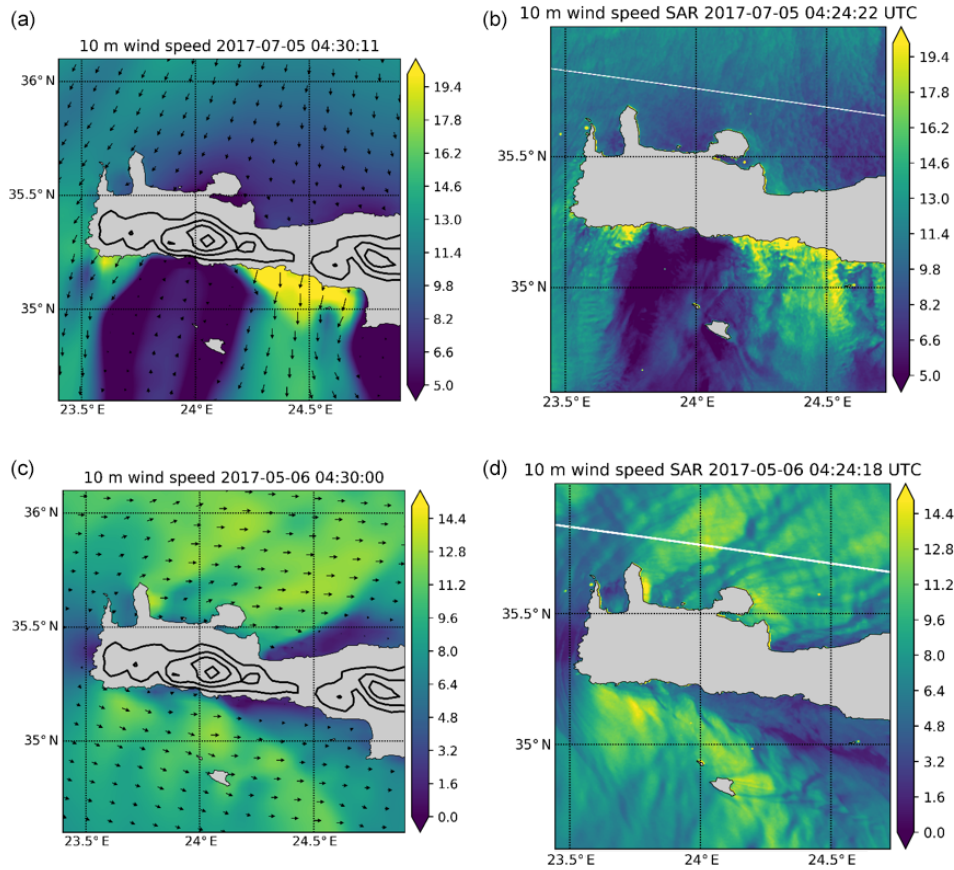 (a)
10 m wind speed 2017-07-05 04:30:11
36° N
35.5° N
35° N
23.5° E
24° E
24.5° E
19.4
17.8
16.2
14.6
13.0
11.4
9.8
8.2
6.6
5.0
(b)
10 m wind speed SAR 2017-07-05 04:24:22 UTC
35.5° N
35° N
23.5° E
24° E
24.5° E
19.4
17.8
16.2
14.6
13.0
11.4
9.8
8.2
6.6
5.0
(c)
10 m wind speed 2017-05-06 04:30:00
36° N
35.5° N
35° N
23.5° E
24° E
24.5° E
14.4
12.8
11.2
9.6
8.0
6.4
4.8
3.2
1.6
0.0
(d)
10 m wind speed SAR 2017-05-06 04:24:18 UTC
35.5° N
35° N
23.5° E
24° E
24.5° E
14.4
12.8
11.2
9.6
8.0
6.4
4.8
3.2
1.6
0.0